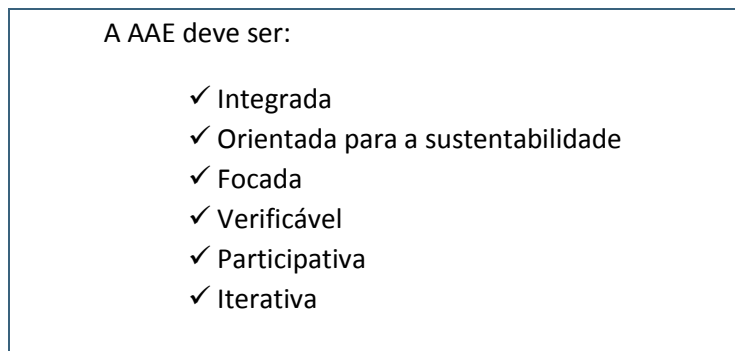 A AAE deve ser:
✓ Integrada
✓ Orientada para a sustentabilidade
✓ Focada
✓ Verificável
✓ Participativa
✓ Iterativa